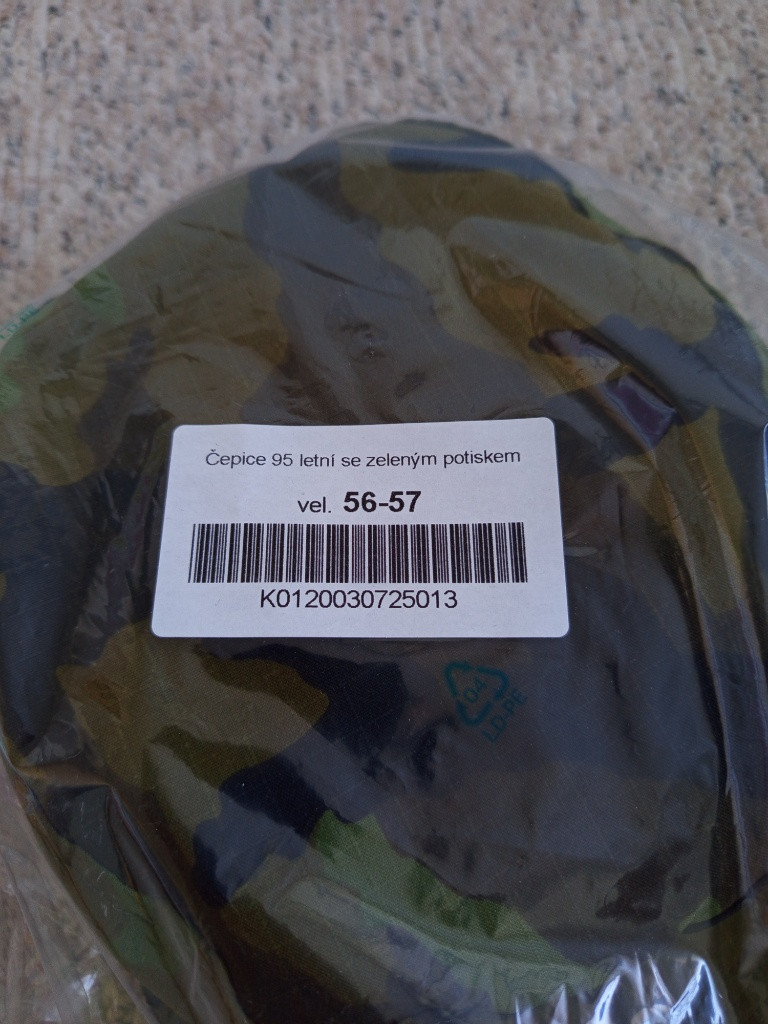 Čepice 95 letní se zeleným potiskem
vel. 56-57
K0120030725013
04
LD-PE